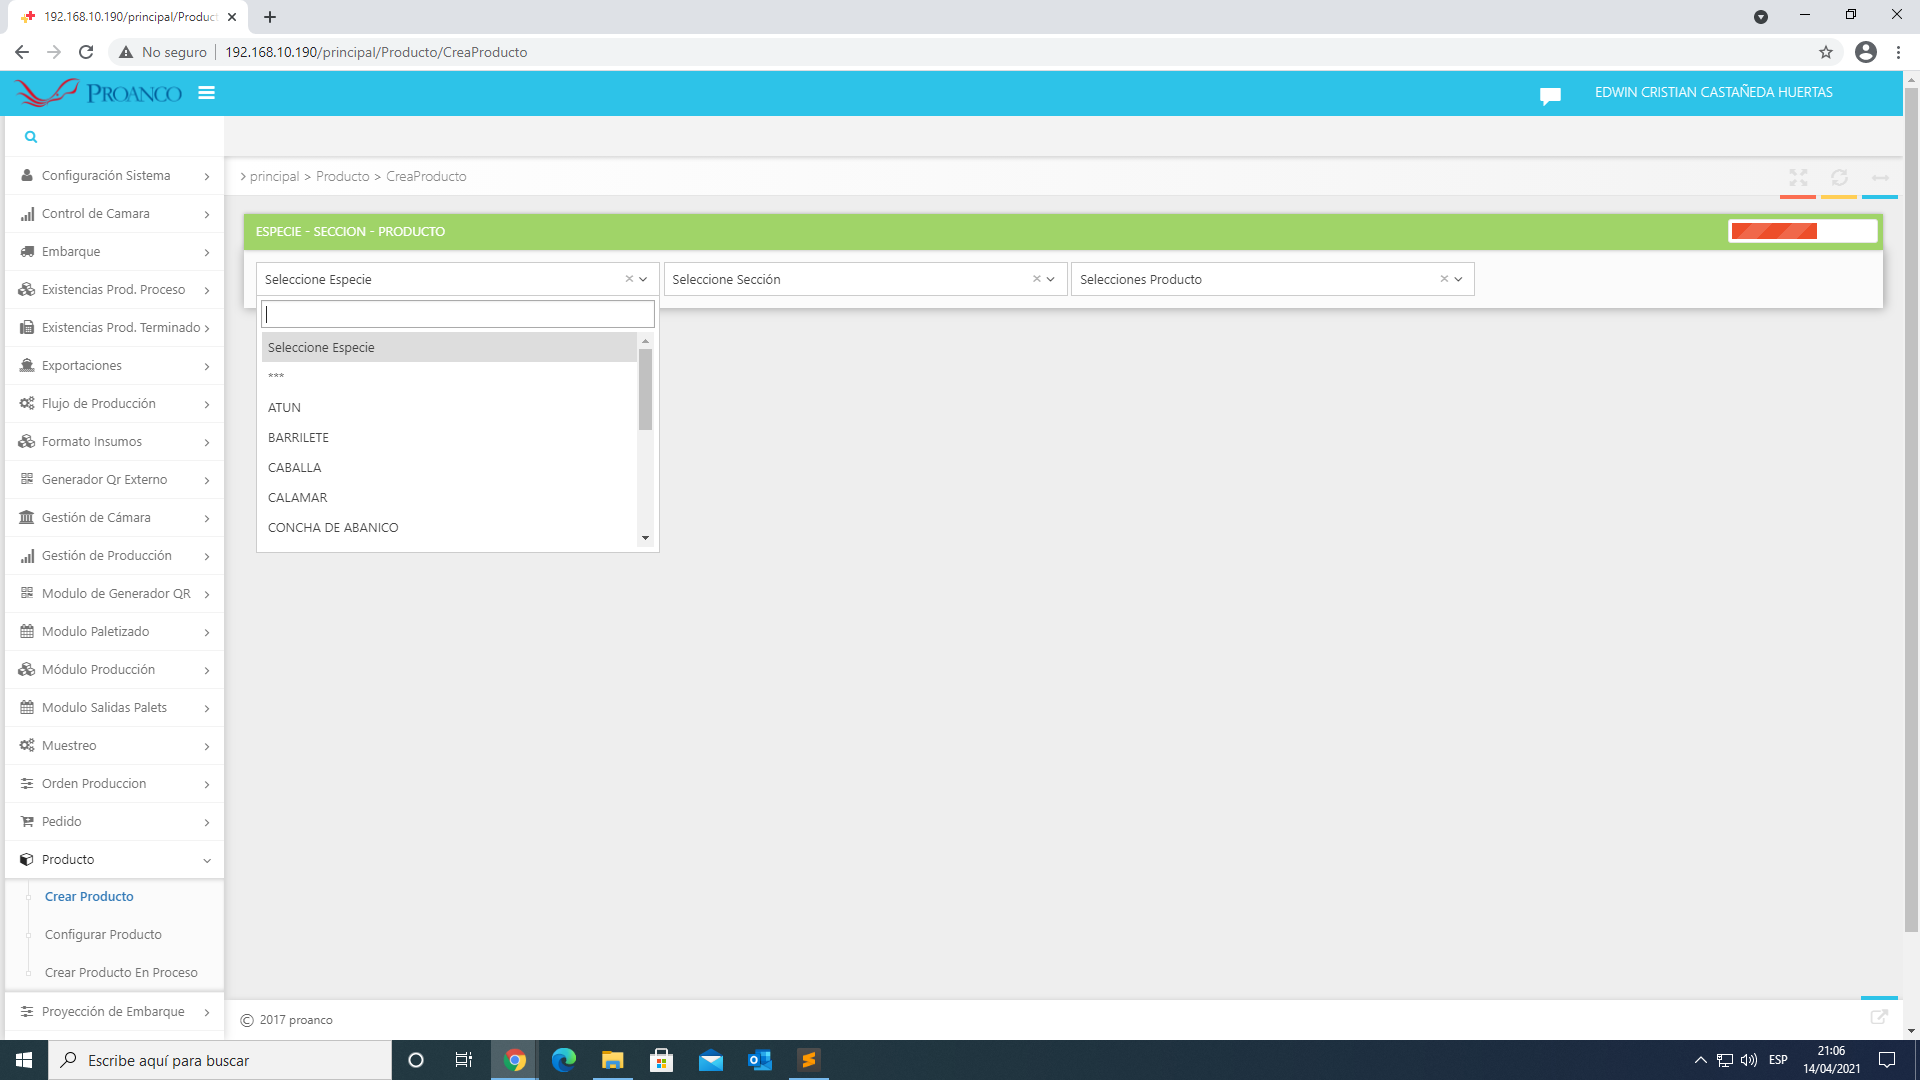 192.168.10.190/principal/Product
No seguro
192.168.10.190/principal/Producto/CreaProducto
PROANCO
EDWIN CRISTIAN CASTAÑEDA HUERTAS
Configuración Sistema
Control de Camara
Embarque
Existencias Prod. Proceso
Existencias Prod. Terminado
Exportaciones
Flujo de Producción
Formato Insumos
Generador Qr Externo
Gestión de Cámara
Gestión de Producción
Modulo de Generador QR
Modulo Paletizado
Módulo Producción
Modulo Salidas Palets
Muestreo
Orden Produccion
Pedido
Producto
Crear Producto
Configurar Producto
Crear Producto En Proceso
Proyección de Embarque
> principal > Producto > CreaProducto
ESPECIE - SECCION - PRODUCTO
Seleccione Especie
Seleccione Sección
Selecciones Producto
Seleccione Especie
***
ATUN
BARRILETE
CABALLA
CALAMAR
CONCHA DE ABANICO
© 2017 proanco
Escribe aquí para buscar
ESP
21:06
14/04/2021